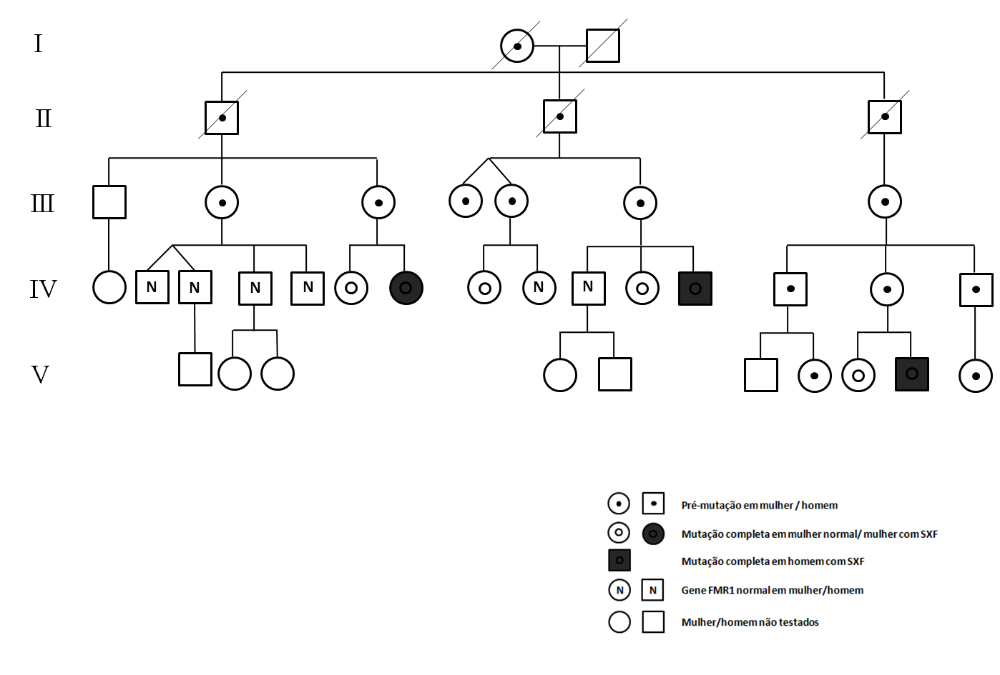 I
II
III
IV
N
N
N
N
N
N
V
Pré-mutação em mulher / homem
Mutação completa em mulher normal/ mulher com SXF
Mutação completa em homem com SXF
N
N
Gene FMR1 normal em mulher/homem
Mulher/homem não testados